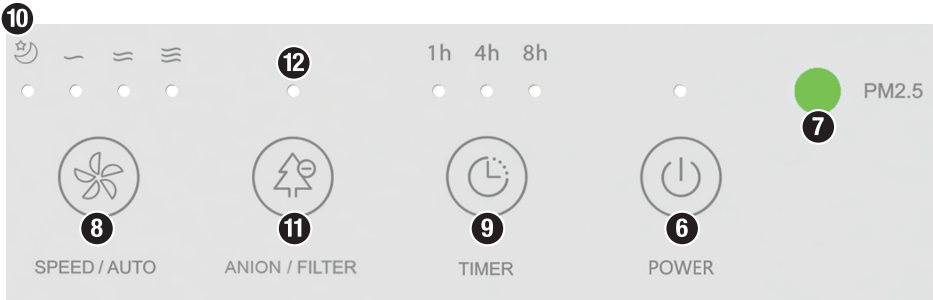 10
12
1h 4h 8h
PM2.5
7
8 11 9 6
SPEED / AUTO ANION / FILTER TIMER POWER